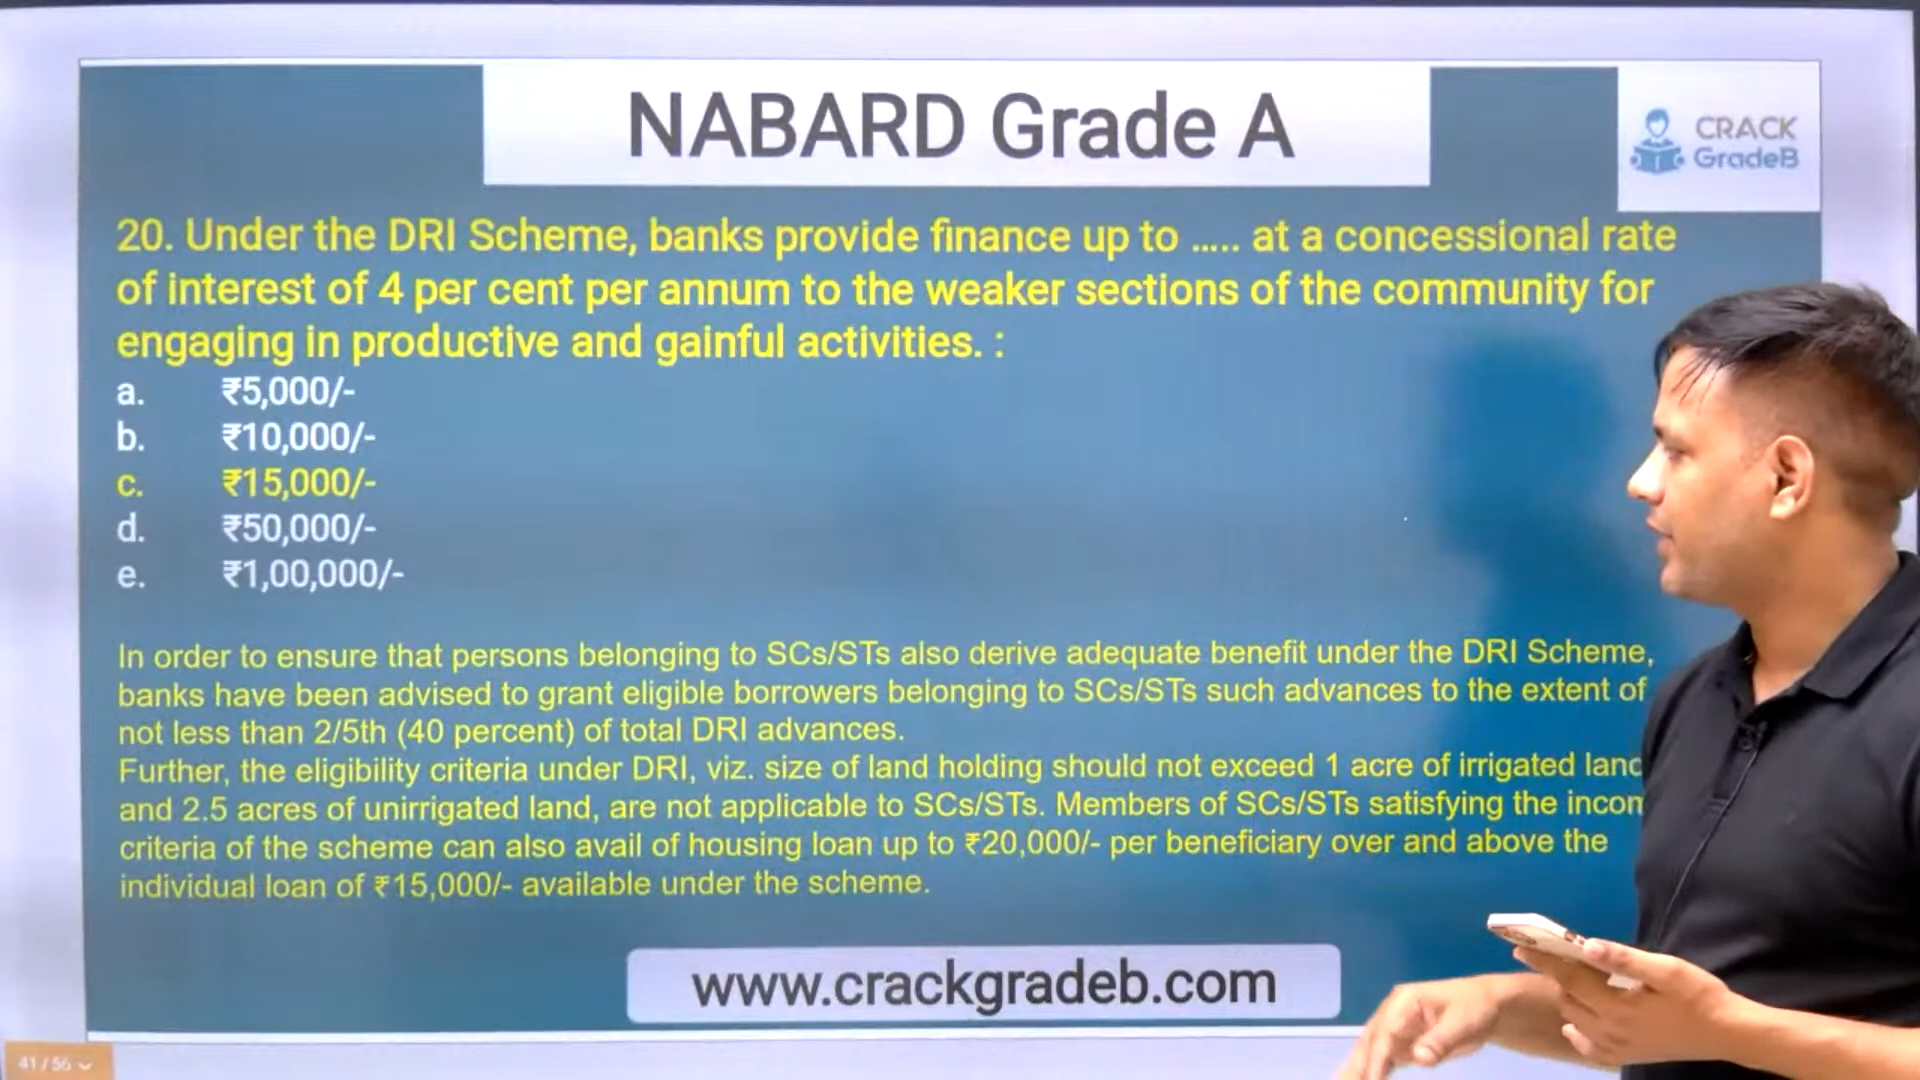 NABARD Grade A
CRACK
GradeB
20. Under the DRI Scheme, banks provide finance up to ..... at a concessional rate
of interest of 4 per cent per annum to the weaker sections of the community for
engaging in productive and gainful activities. :
a. ₹5,000/-
b. ₹10,000/-
c. ₹15,000/-
d. ₹50,000/-
e. ₹1,00,000/-
In order to ensure that persons belonging to SCs/STs also derive adequate benefit under the DRI Scheme,
banks have been advised to grant eligible borrowers belonging to SCs/STs such advances to the extent of
not less than 2/5th (40 percent) of total DRI advances.
Further, the eligibility criteria under DRI, viz. size of land holding should not exceed 1 acre of irrigated land
and 2.5 acres of unirrigated land, are not applicable to SCs/STs. Members of SCs/STs satisfying the
criteria of the scheme can also avail of housing loan up to ₹20,000/- per beneficiary over and above the
individual loan of ₹15,000/- available under the scheme.
www.crackgradeb.com
41 / 56